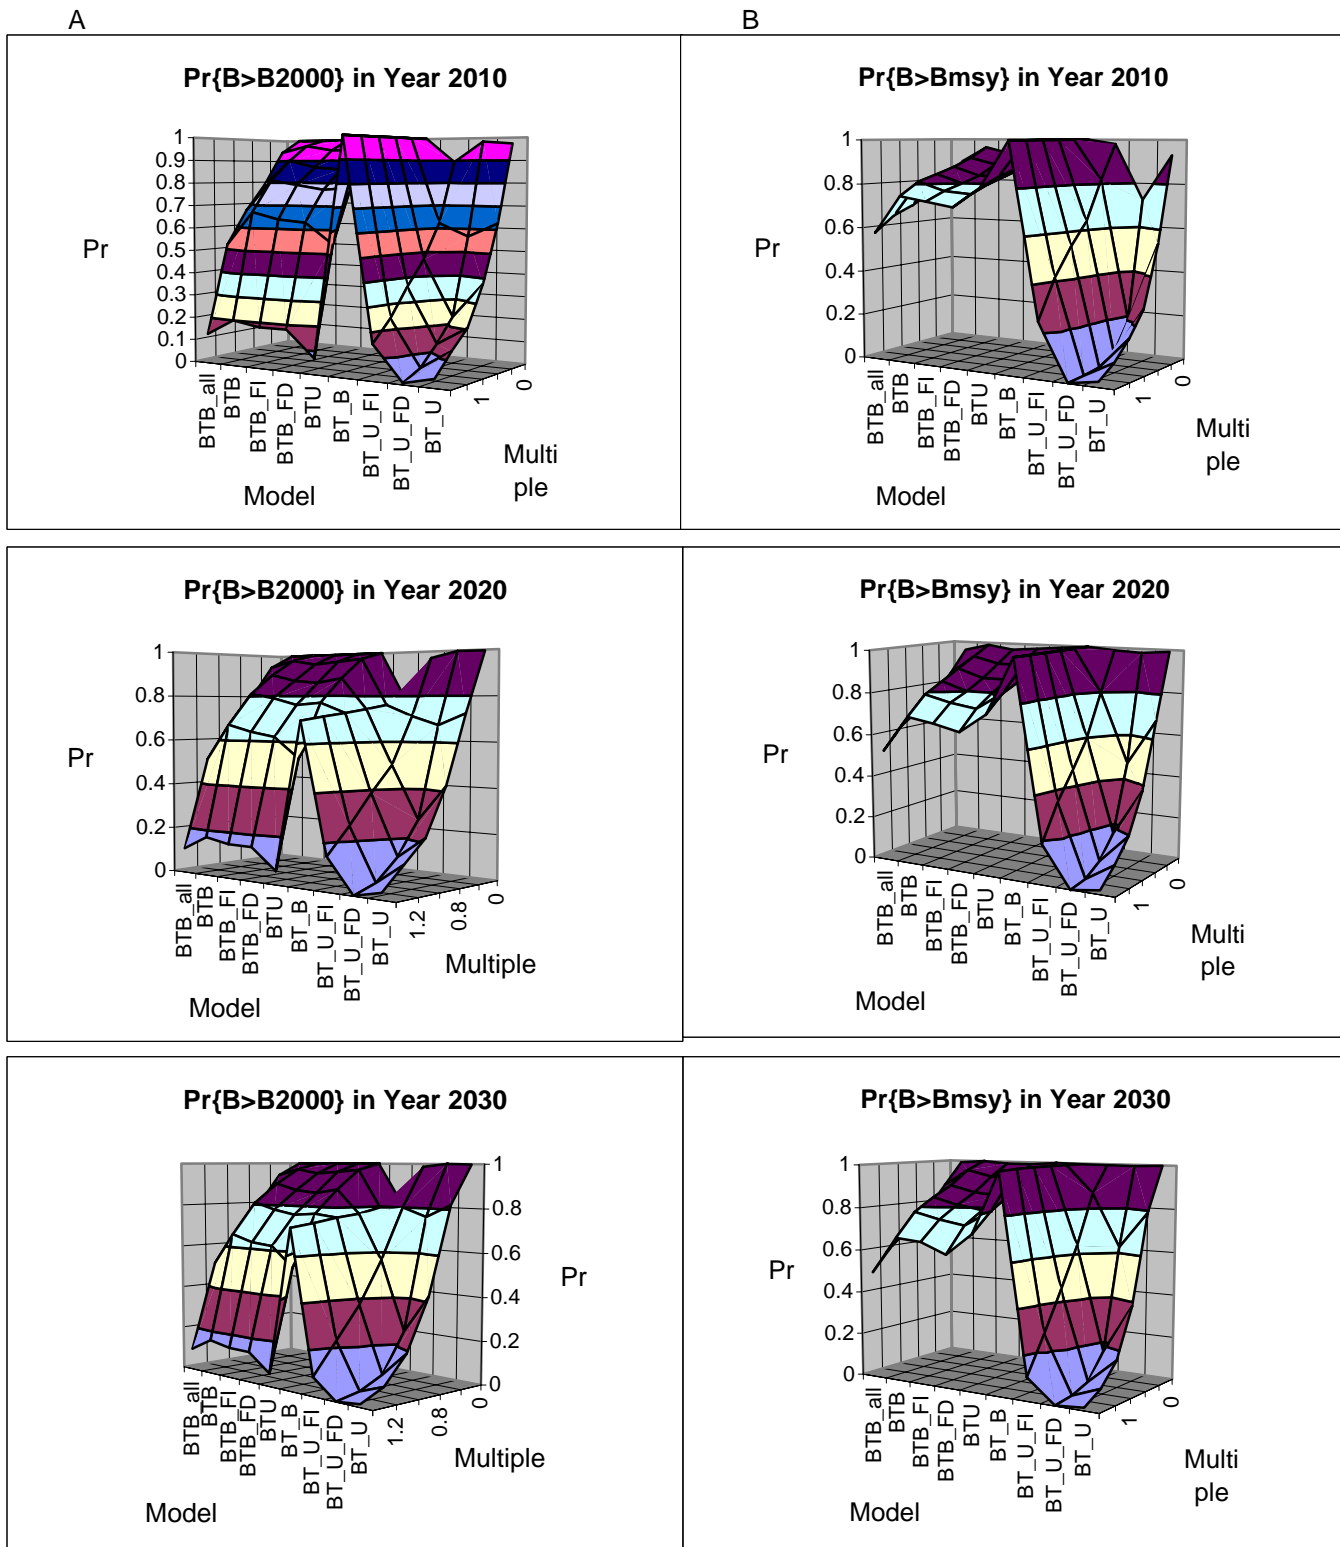 A
B
Pr{B>B2000} in Year 2010
1
0.9
0.8
0.7
0.6
0.5
0.4
0.3
0.2
0.1
0
Pr
BTB_all
BTB
BTB_FI
BTB_FD
BTU
BT_B
BT_U_FI
BT_U_FD
BT_U
1
0
Model
Multi
ple
Pr{B>Bmsy} in Year 2010
1
0.8
0.6
0.4
0.2
0
Pr
BTB_all
BTB
BTB_FI
BTB_FD
BTU
BT_B
BT_U_FI
BT_U_FD
BT_U
1
0
Model
Multi
ple
Pr{B>B2000} in Year 2020
1
0.8
0.6
0.4
0.2
0
Pr
BTB_all
BTB
BTB_FI
BTB_FD
BTU
BT_B
BT_U_FI
BT_U_FD
BT_U
1.2
0.8
0
Model
Multiple
Pr{B>Bmsy} in Year 2020
1
0.8
0.6
0.4
0.2
0
Pr
BTB_all
BTB
BTB_FI
BTB_FD
BTU
BT_B
BT_U_FI
BT_U_FD
BT_U
1
0
Model
Multi
ple
Pr{B>B2000} in Year 2030
1
0.8
0.6
0.4
0.2
0
Pr
BTB_all
BTB
BTB_FI
BTB_FD
BTU
BT_B
BT_U_FI
BT_U_FD
BT_U
1.2
0.8
0
Model
Multiple
Pr{B>Bmsy} in Year 2030
1
0.8
0.6
0.4
0.2
0
Pr
BTB_all
BTB
BTB_FI
BTB_FD
BTU
BT_B
BT_U_FI
BT_U_FD
BT_U
1
0
Model
Multi
ple